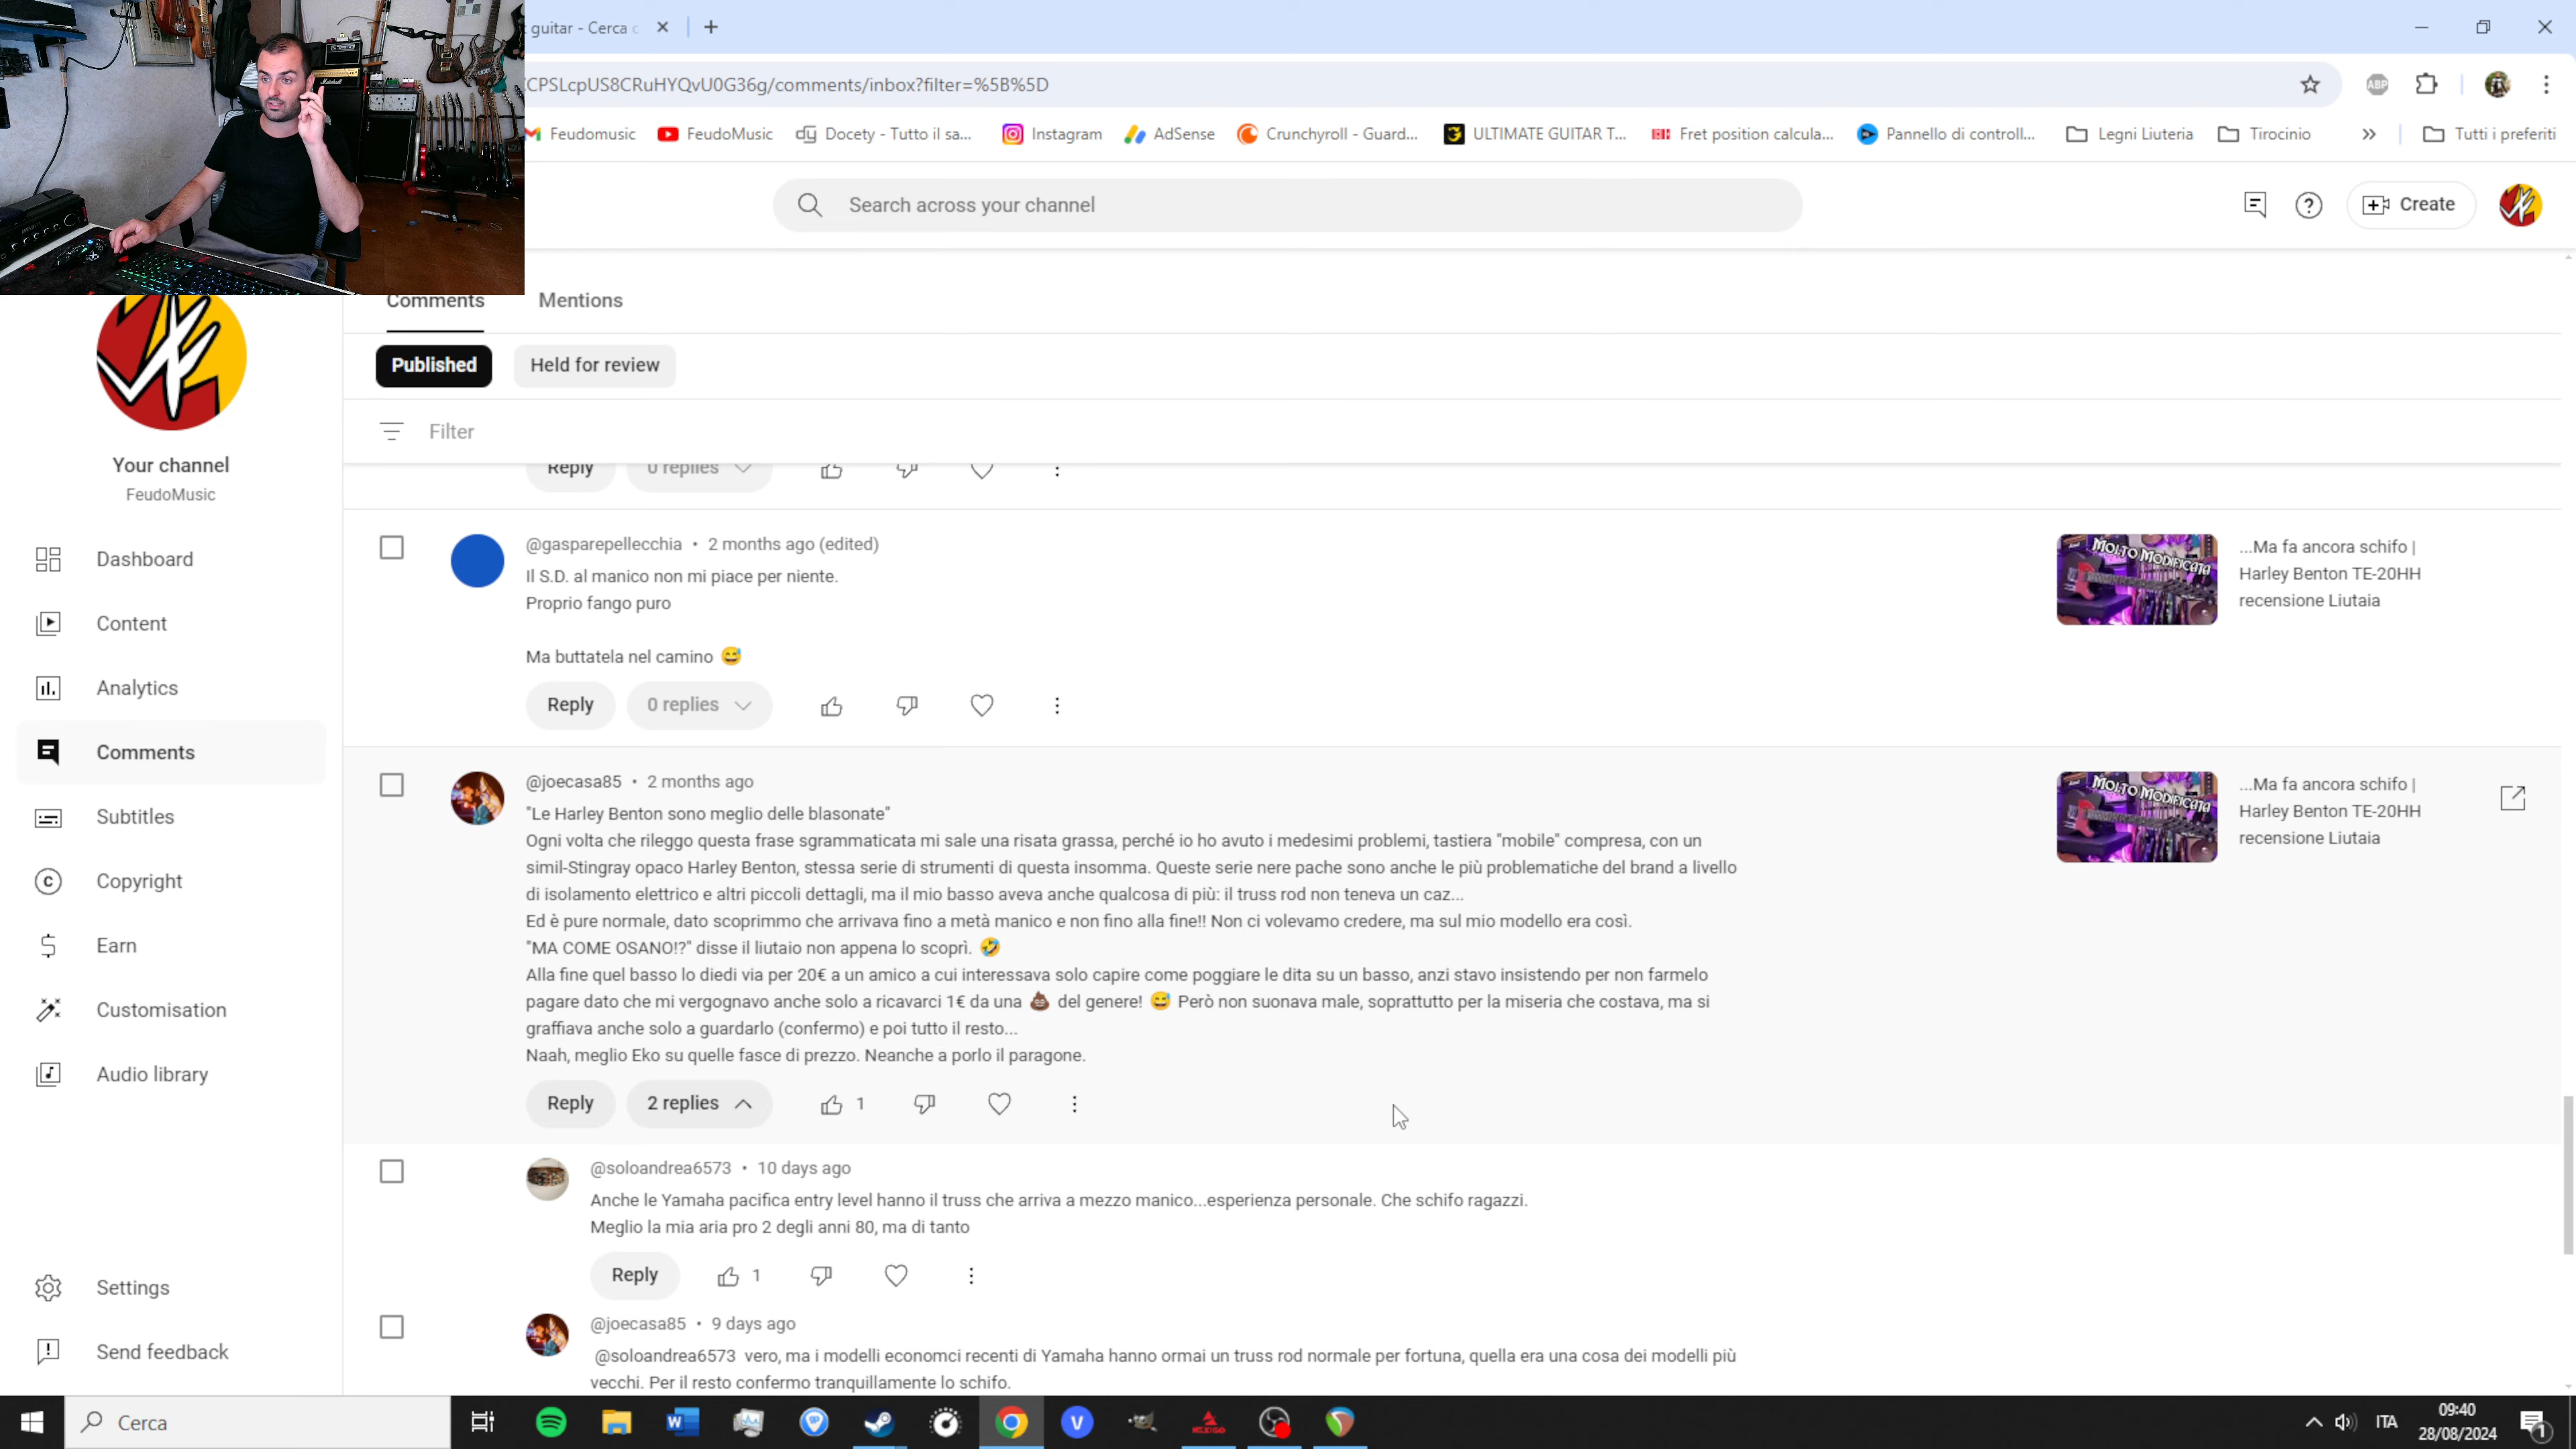 guitar - Cerca
CPSLcpUS8CRuHYQvU0G36g/comments/inbox?filter=%5B%5D
ABP
Feudomusic
FeudoMusic
Docety - Tutto il sa...
Instagram
AdSense
Crunchyroll - Guard...
ULTIMATE GUITAR T...
Fret position calcula...
Pannello di controll...
Legni Liuteria
Tirocinio
Tutti i preferiti
Search across your channel
Create
Comments
Mentions
Published
Held for review
Filter
Your channel
FeudoMusic
Dashboard
Content
Analytics
Comments
Subtitles
Copyright
Earn
Customisation
Audio library
Settings
Send feedback
Reply
0 replies
@gasparepellecchia • 2 months ago (edited)
Il S.D. al manico non mi piace per niente.
Proprio fango puro
Ma buttatela nel camino 😅
Reply
0 replies
MOLTO MODIFICATA
...Ma fa ancora schifo |
Harley Benton TE-20HH
recensione Liutaia
@joecasa85 • 2 months ago
"Le Harley Benton sono meglio delle blasonate"
Ogni volta che rileggo questa frase sgrammaticata mi sale una risata grassa, perché io ho avuto i medesimi problemi, tastiera "mobile" compresa, con un
simil-Stingray opaco Harley Benton, stessa serie di strumenti di questa insomma. Queste serie nere pache sono anche le più problematiche del brand a livello
di isolamento elettrico e altri piccoli dettagli, ma il mio basso aveva anche qualcosa di più: il truss rod non teneva un caz...
Ed è pure normale, dato scoprimmo che arrivava fino a metà manico e non fino alla fine!! Non ci volevamo credere, ma sul mio modello era così.
"MA COME OSANO!?" disse il liutaio non appena lo scoprì. 🤣
Alla fine quel basso lo diedi via per 20€ a un amico a cui interessava solo capire come poggiare le dita su un basso, anzi stavo insistendo per non farmelo
pagare dato che mi vergognavo anche solo a ricavarci 1€ da una 💩 del genere! 😅 Però non suonava male, soprattutto per la miseria che costava, ma si
graffiava anche solo a guardarlo (confermo) e poi tutto il resto...
Naah, meglio Eko su quelle fasce di prezzo. Neanche a porlo il paragone.
Reply
2 replies
1
MOLTO MODIFICATA
...Ma fa ancora schifo |
Harley Benton TE-20HH
recensione Liutaia
@soloandrea6573 • 10 days ago
Anche le Yamaha pacifica entry level hanno il truss che arriva a mezzo manico...esperienza personale. Che schifo ragazzi.
Meglio la mia aria pro 2 degli anni 80, ma di tanto
Reply
1
@joecasa85 • 9 days ago
@soloandrea6573 vero, ma i modelli economci recenti di Yamaha hanno ormai un truss rod normale per fortuna, quella era una cosa dei modelli più
vecchi. Per il resto confermo tranquillamente lo schifo.
Cerca
ITA
09:40
28/08/2024
1